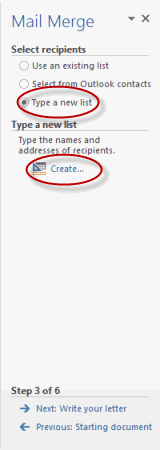 Mail Merge
Select recipients
Use an existing list
Select from Outlook contacts
Type a new list
Type a new list
Type the names and
addresses of recipients.
Create...
Step 3 of 6
Next: Write your letter
Previous: Starting document